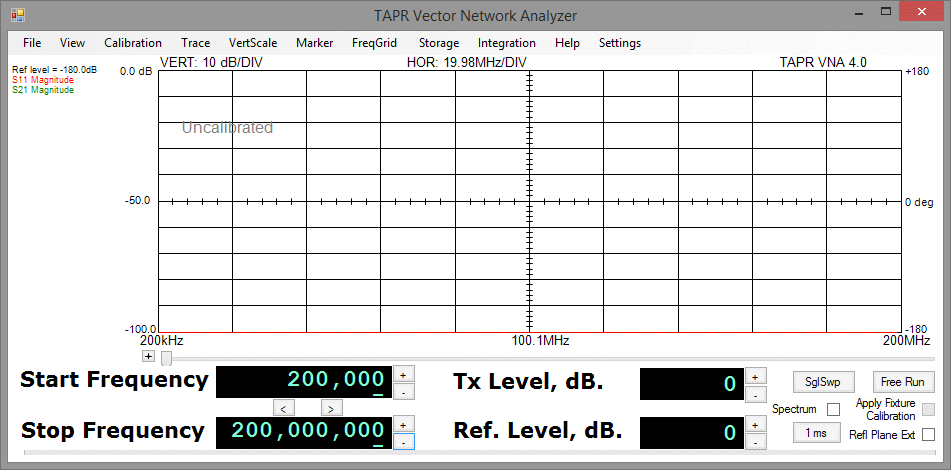 TAPR Vector Network Analyzer
File View Calibration Trace VertScale Marker FreqGrid Storage Integration Help Settings
Ref level = -180.0dB 0.0 dB VERT: 10 dB/DIV HOR: 19.98MHz/DIV TAPR VNA 4.0 +180
S11 Magnitude
S21 Magnitude
Uncalibrated
-50.0 0 deg
-100.0 -180
200kHz 100.1MHz 200MHz
+
Start Frequency 200,000 + - Tx Level, dB. 0 + - SglSwp Free Run
< > Spectrum Apply Fixture
Calibration
Stop Frequency 200,000,000 + - Ref. Level, dB. 0 + - 1 ms Refl Plane Ext